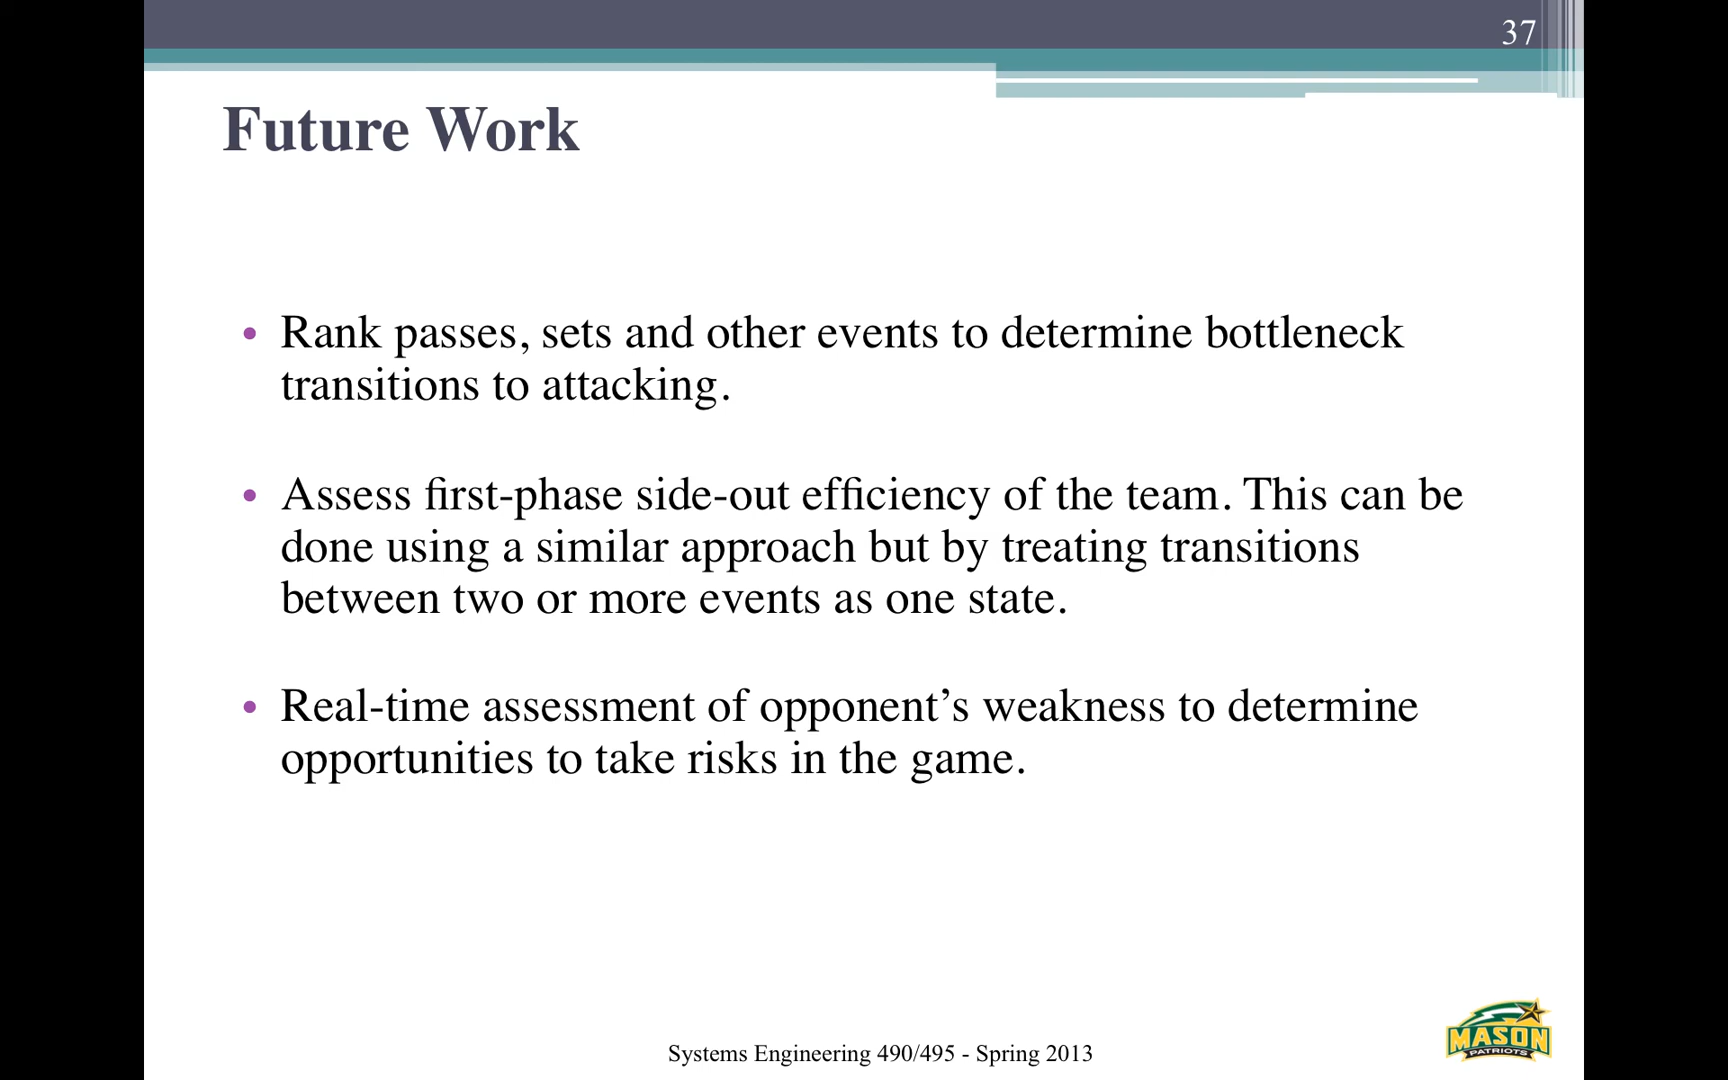 37
Future Work
• Rank passes, sets and other events to determine bottleneck
transitions to attacking.
• Assess first-phase side-out efficiency of the team. This can be
done using a similar approach but by treating transitions
between two or more events as one state.
• Real-time assessment of opponent’s weakness to determine
opportunities to take risks in the game.
MASON
PATRIOTS
Systems Engineering 490/495 - Spring 2013